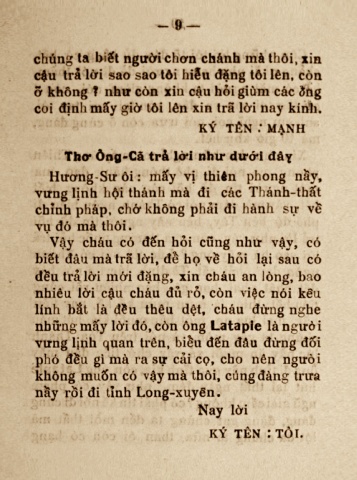 — 9 —
chúng ta biết người chơn chánh mà thôi, xin
cậu trả lời sao sao tôi hiểu đặng tôi lên, còn
ở không ? như còn xin cậu hỏi giùm các ông
coi định mấy giờ tôi lên xin trã lời nay kính.
KÝ TÊN : MẠNH
Thơ Ông-Cã trả lời như dưới đây
Hương-Sư ôi : mấy vị thiên phong nầy,
vưng lịnh hội thánh mà đi các Thánh-thất
chỉnh pháp, chớ không phải đi hành sự về
vụ đó mà thôi.
Vậy cháu có đến hỏi cũng như vậy, có
biết đâu mà trã lời, đề họ về hỏi lại sau có
đều trả lời mới đặng, xin cháu an lòng, bao
nhiêu lời cậu cháu đủ rỏ, còn việc nói kêu
lính bắt là đều thêu dệt, cháu đừng nghe
những mấy lời đó, còn ông Lataple là người
vưng lịnh quan trên, biểu đến đâu đừng đối
phó đều gì mà ra sự cải cọ, cho nên người
không muốn có vậy mà thôi, cũng đàng trưa
nầy rồi đi tỉnh Long-xuyên.
Nay lời
KÝ TÊN : TỎI.